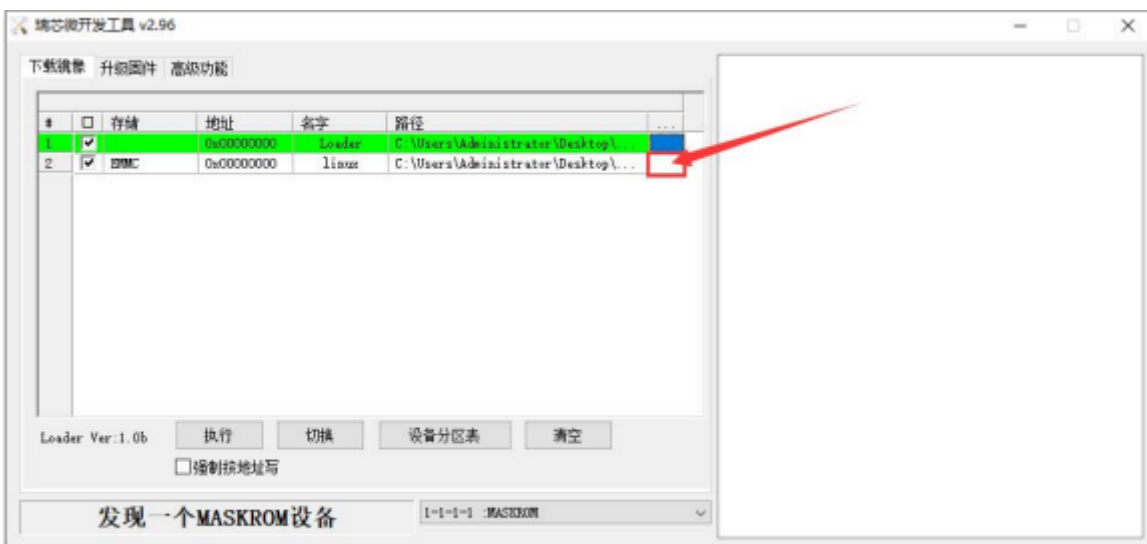 瑞芯微开发工具 v2.96
下载镜像 升级固件 高级功能
# 存储 地址 名字 路径 ...
1 0x00000000 Loader C:\Users\Administrator\Desktop\...
2 EMMC 0x00000000 linux C:\Users\Administrator\Desktop\...
Loader Ver:1.0b 执行 切换 设备分区表 清空
强制按地址写
发现一个MASKROM设备 1-1-1-1 :MASKROM